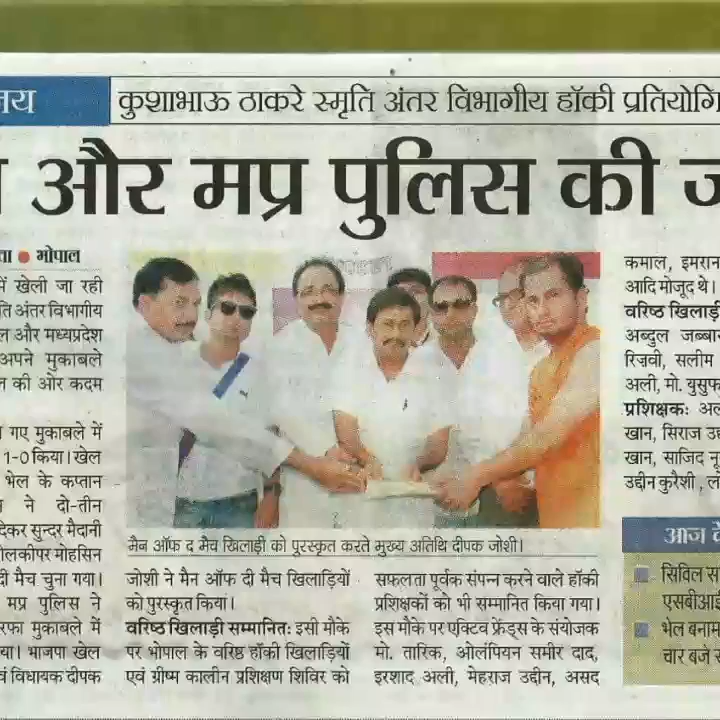 कुशाभाऊ ठाकरे स्मृति अंतर विभागीय हॉकी प्रतियोगि
और मप्र पुलिस की ज
ता ● भोपाल
में खेली जा रही
ति अंतर विभागीय
ल और मध्यप्रदेश
अपने मुकाबले
की ओर कदम
गए मुकाबले में
1-0 किया। खेल
भेल के कप्तान
ने दो-तीन
देकर सुन्दर मैदानी
ोलकीपर मोहसिन
दी मैच चुना गया।
मप्र पुलिस ने
रफा मुकाबले में
या। भाजपा खेल
वं विधायक दीपक
मैन ऑफ द मैच खिलाड़ी को पुरस्कृत करते मुख्य अतिथि दीपक जोशी।
जोशी ने मैन ऑफ दी मैच खिलाड़ियों
को पुरस्कृत किया।
वरिष्ठ खिलाड़ी सम्मानित: इसी मौके
पर भोपाल के वरिष्ठ हॉकी खिलाड़ियों
एवं ग्रीष्म कालीन प्रशिक्षण शिविर को
सफलता पूर्वक संपन्न करने वाले हॉकी
प्रशिक्षकों को भी सम्मानित किया गया।
इस मौके पर एक्टिव फ्रेंड्स के संयोजक
मो. तारिक, ओलंपियन समीर दाद,
इरशाद अली, मेहराज उद्दीन, असद
कमाल, इमरान
आदि मोजूद थे।
वरिष्ठ खिलाड़ी
अब्दुल जब्बा
रिज़वी, सलीम
अली, मो. युसुफ
प्रशिक्षक: अल
खान, सिराज उद्
खान, साजिद नू
उद्दीन कुरैशी, ल
आज के
सिविल स
एसबीआई
भेल बनाम
चार बजे स